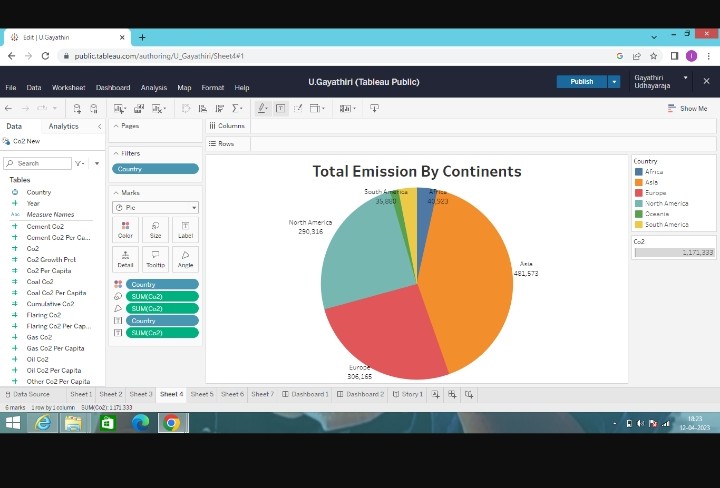 Edit | U.Gayathiri
public.tableau.com/authoring/U_Gayathiri/Sheet4#1
File Data Worksheet Dashboard Analysis Map Format Help
U.Gayathiri (Tableau Public)
Publish
Gayathiri
Udhayaraja
Show Me
Data Analytics
Co2 New
Search
Tables
Country
Year
Abc Measure Names
Cement Co2
Cement Co2 Per Ca...
Co2
Co2 Growth Prct
Co2 Per Capita
Coal Co2
Coal Co2 Per Capita
Cumulative Co2
Flaring Co2
Flaring Co2 Per Cap...
Gas Co2
Gas Co2 Per Capita
Oil Co2
Oil Co2 Per Capita
Other Co2 Per Capita
Pages
Filters
Country
Marks
Pie
Color Size Label
Detail Tooltip Angle
Country
SUM(Co2)
SUM(Co2)
Country
SUM(Co2)
Columns
Rows
Total Emission By Continents
South America
35,880
Africa
40,923
North America
290,316
Asia
481,573
Europe
306,165
Country
Africa
Asia
Europe
North America
Oceania
South America
Co2
1,171,333
Data Source Sheet 1 Sheet 2 Sheet 3 Sheet 4 Sheet 5 Sheet 6 Sheet 7 Dashboard 1 Dashboard 2 Story 1
6 marks 1 row by 1 column SUM(Co2): 1,171,333
18:23
12-04-2023